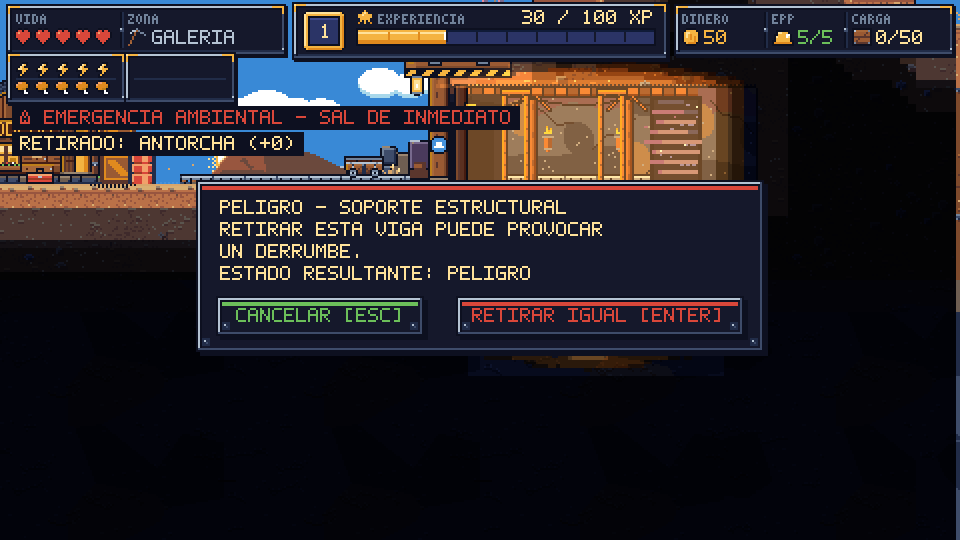 VIDA
ZONA
GALERIA
1
EXPERIENCIA
30 / 100 XP
DINERO
50
EPP
5/5
CARGA
0/50
⚠ EMERGENCIA AMBIENTAL – SAL DE INMEDIATO
RETIRADO: ANTORCHA (+0)
PELIGRO – SOPORTE ESTRUCTURAL
RETIRAR ESTA VIGA PUEDE PROVOCAR
UN DERRUMBE.
ESTADO RESULTANTE: PELIGRO
CANCELAR [ESC]
RETIRAR IGUAL [ENTER]